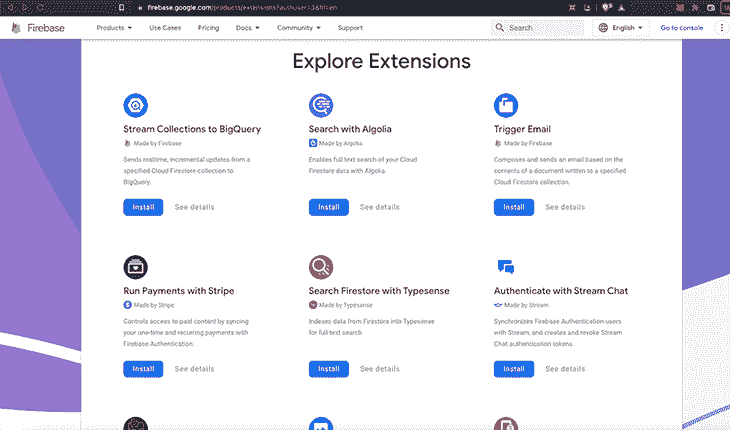 firebase.google.com/products/extensions?authuser=3&hl=en
Firebase
Products
Use Cases
Pricing
Docs
Community
Support
Search
English
Go to console
Explore Extensions
Stream Collections to BigQuery
Made by Firebase
Sends realtime, incremental updates from a
specified Cloud Firestore collection to
BigQuery.
Install See details
Search with Algolia
Made by Algolia
Enables full text search of your Cloud
Firestore data with Algolia.
Install See details
Trigger Email
Made by Firebase
Composes and sends an email based on the
contents of a document written to a specified
Cloud Firestore collection.
Install See details
Run Payments with Stripe
Made by Stripe
Controls access to paid content by syncing
your one-time and recurring payments with
Firebase Authentication.
Install See details
Search Firestore with Typesense
Made by Typesense
Indexes data from Firestore into Typesense
for full-text search
Install See details
Authenticate with Stream Chat
Made by Stream
Synchronizes Firebase Authentication users
with Stream, and creates and revoke Stream
Chat authentication tokens.
Install See details